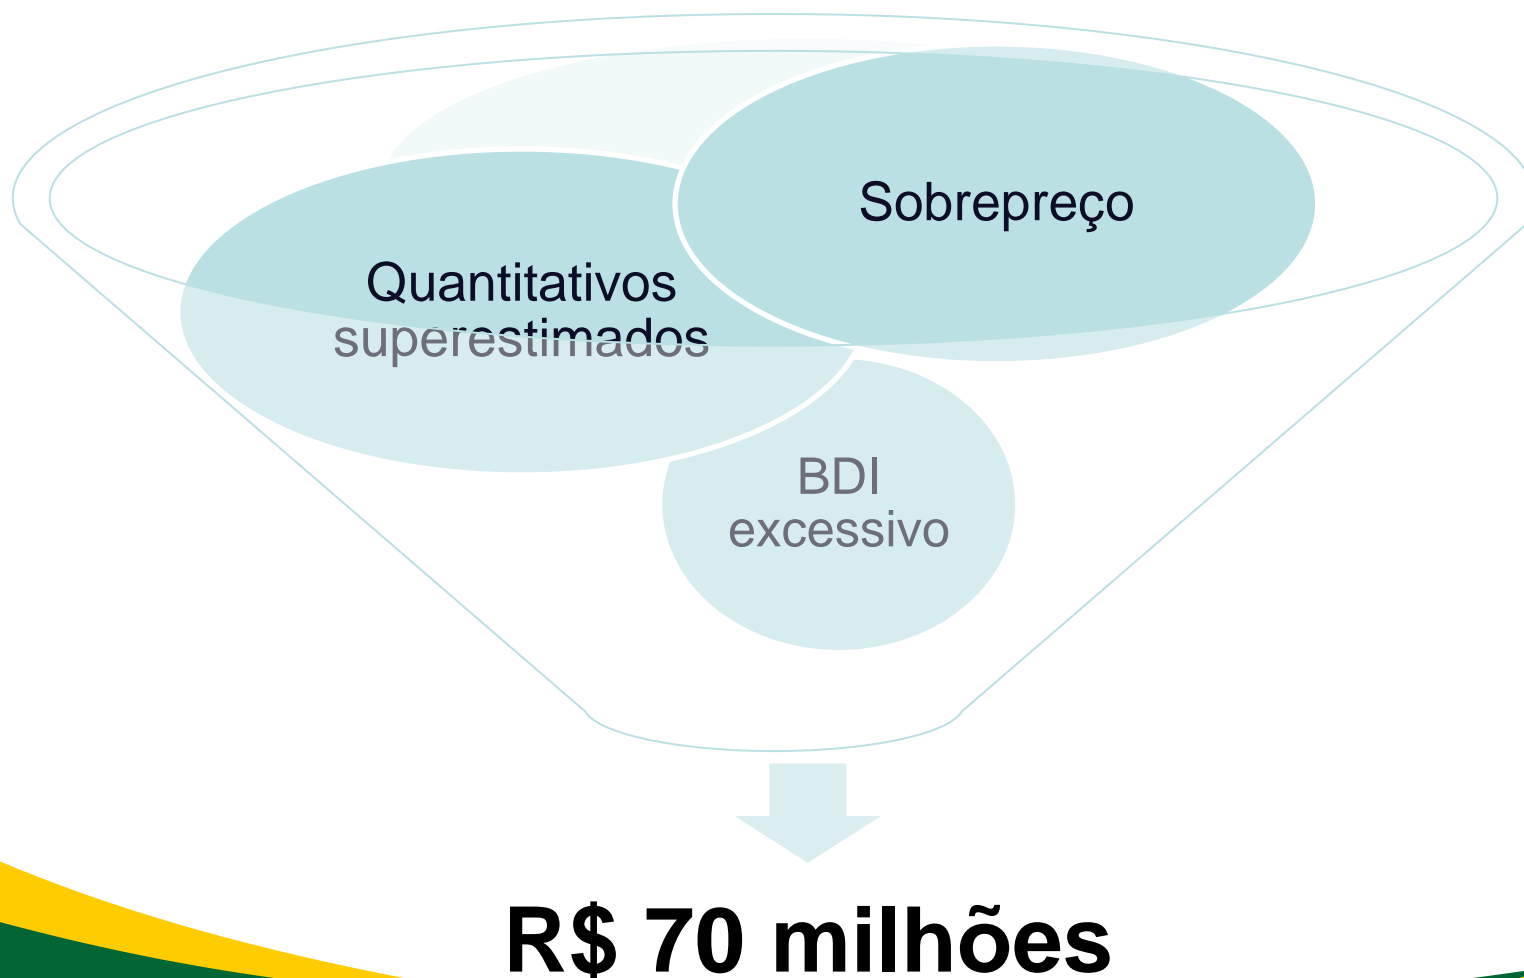 Sobrepreço
Quantitativos
superestimados
BDI
excessivo
R$ 70 milhões